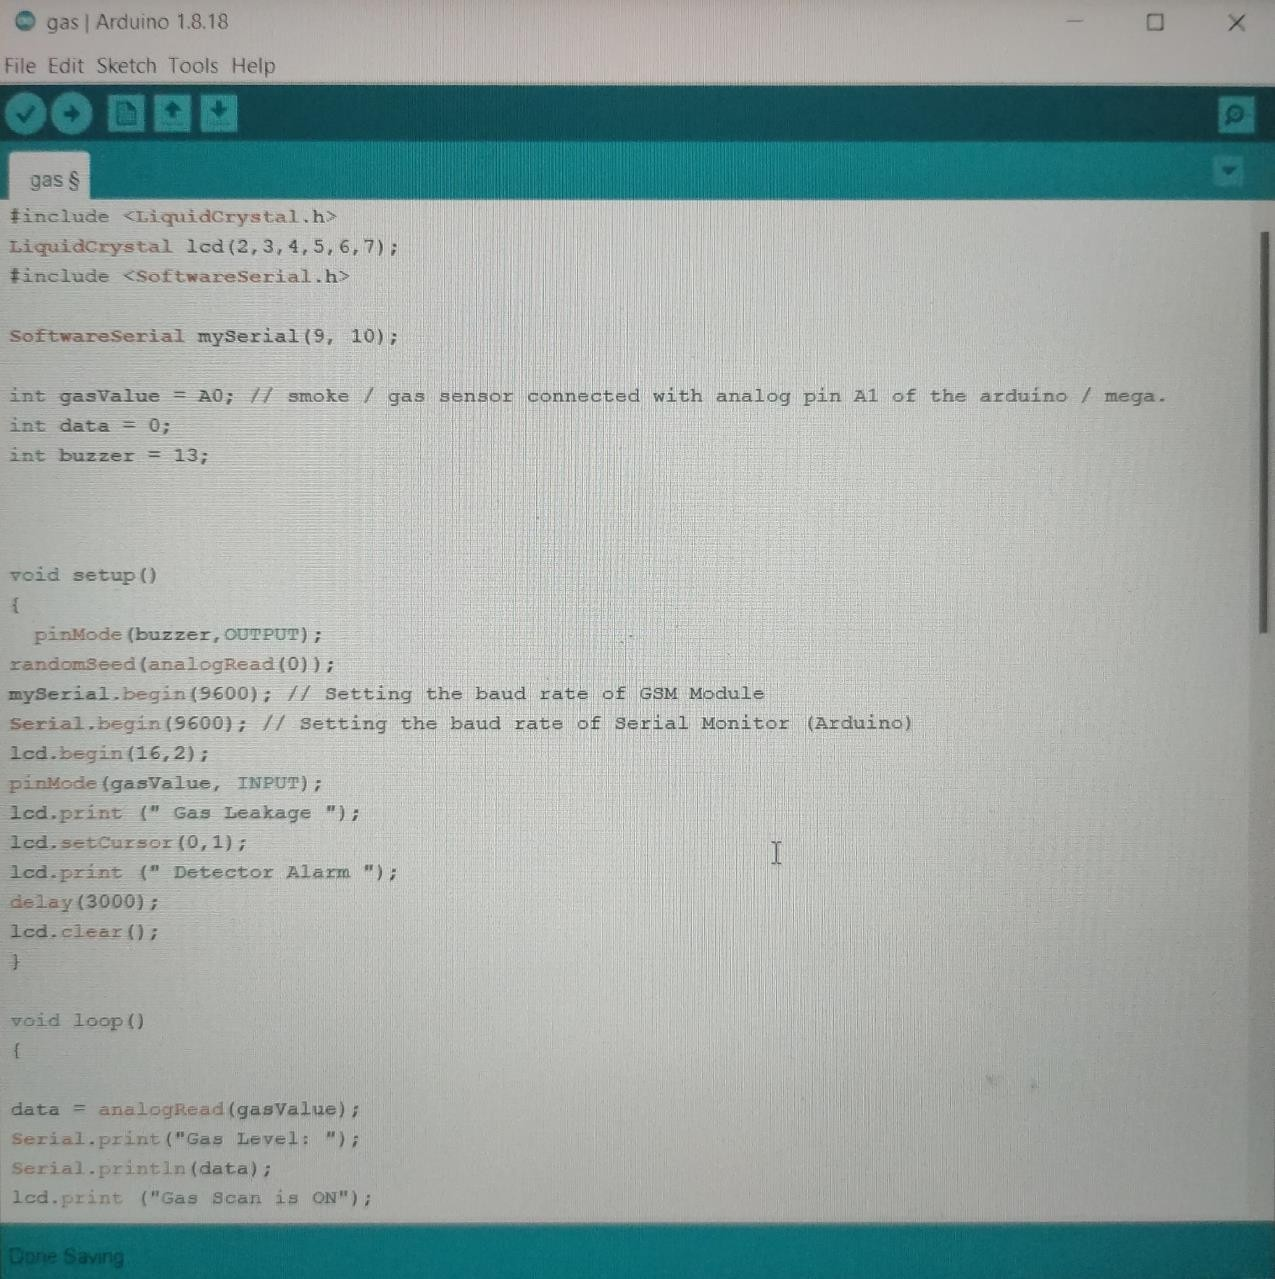 gas | Arduino 1.8.18
File Edit Sketch Tools Help
gas §
#include <LiquidCrystal.h>
LiquidCrystal lcd(2,3,4,5,6,7);
#include <SoftwareSerial.h>
SoftwareSerial mySerial(9, 10);
int gasValue = A0; // smoke / gas sensor connected with analog pin A1 of the arduino / mega.
int data = 0;
int buzzer = 13;
void setup()
{
pinMode(buzzer,OUTPUT);
randomSeed(analogRead(0));
mySerial.begin(9600); // Setting the baud rate of GSM Module
Serial.begin(9600); // Setting the baud rate of Serial Monitor (Arduino)
lcd.begin(16,2);
pinMode(gasValue, INPUT);
lcd.print (" Gas Leakage ");
lcd.setCursor(0,1);
lcd.print (" Detector Alarm ");
delay(3000);
lcd.clear();
}
void loop()
{
data = analogRead(gasValue);
Serial.print("Gas Level: ");
Serial.println(data);
lcd.print ("Gas Scan is ON");
Done Saving